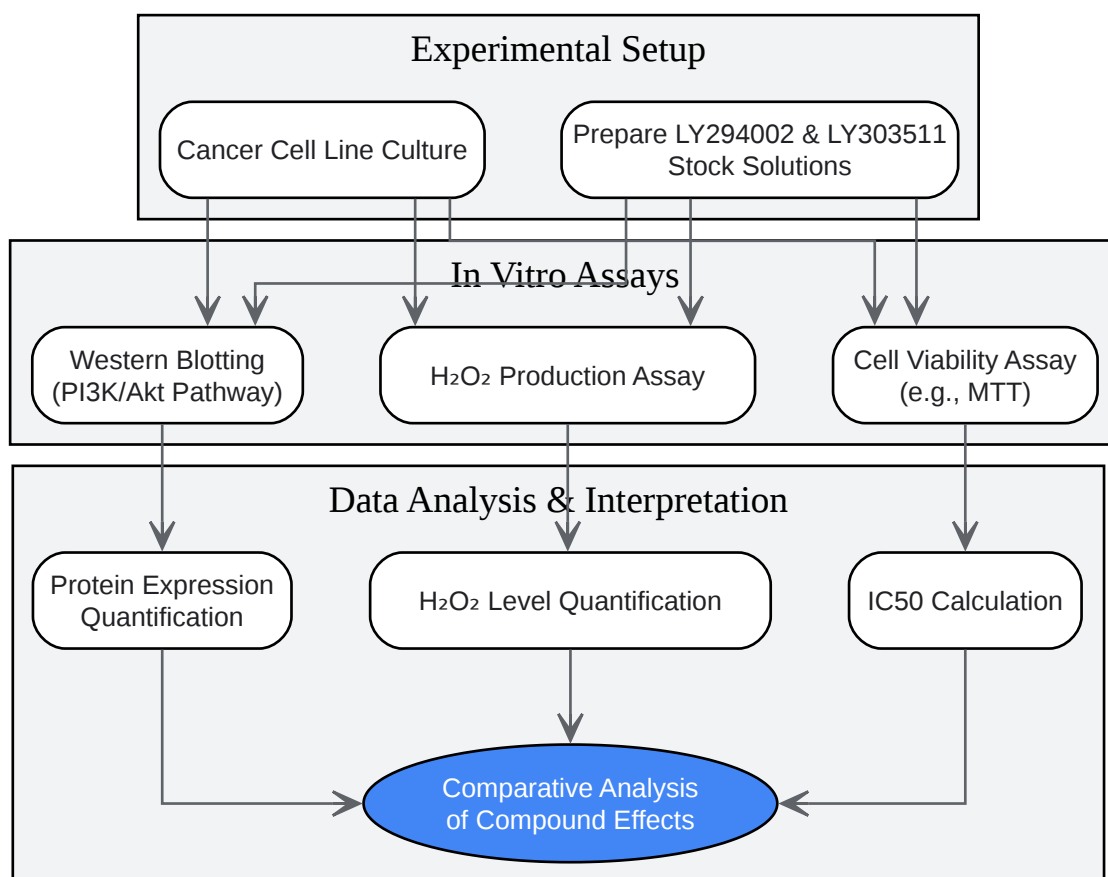 Experimental Setup
Cancer Cell Line Culture
Prepare LY294002 & LY303511
Stock Solutions
In Vitro Assays
Western Blotting
(PI3K/Akt Pathway)
H₂O₂ Production Assay
Cell Viability Assay
(e.g., MTT)
Data Analysis & Interpretation
Protein Expression
Quantification
H₂O₂ Level Quantification
IC50 Calculation
Comparative Analysis
of Compound Effects